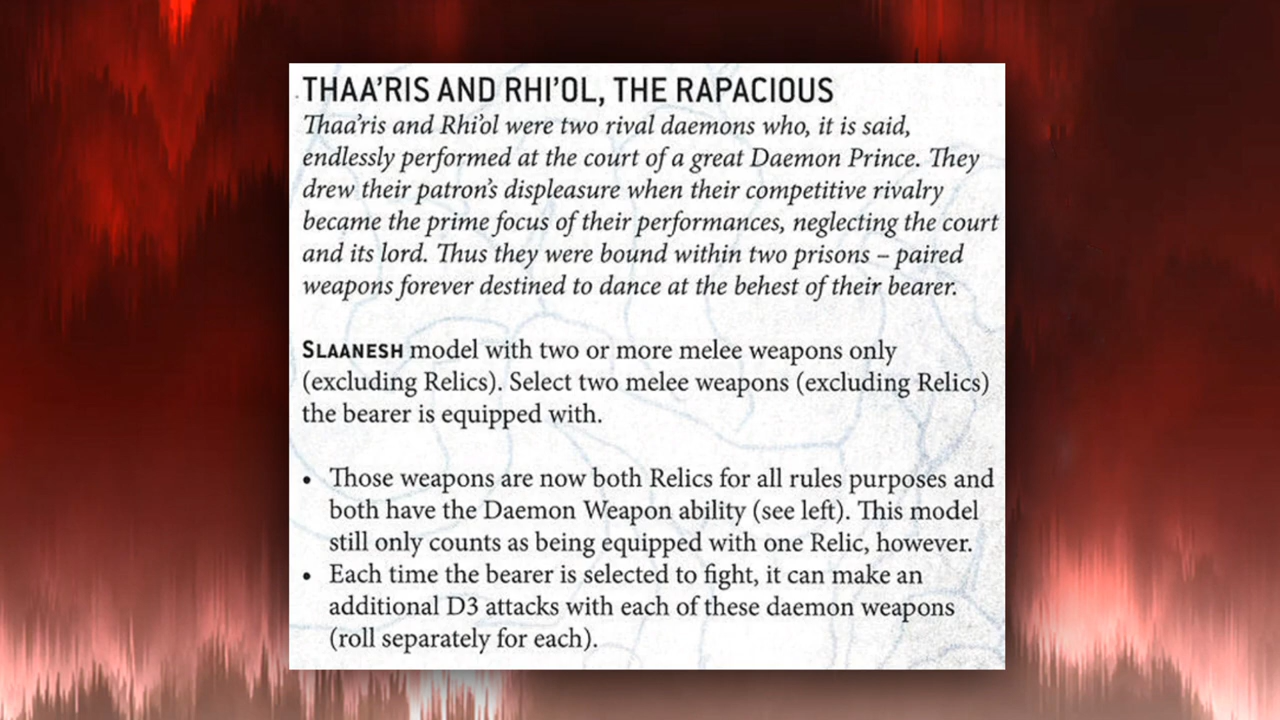 THAA'RIS AND RHI'OL, THE RAPACIOUS
Thaa'ris and Rhi'ol were two rival daemons who, it is said,
endlessly performed at the court of a great Daemon Prince. They
drew their patron's displeasure when their competitive rivalry
became the prime focus of their performances, neglecting the court
and its lord. Thus they were bound within two prisons – paired
weapons forever destined to dance at the behest of their bearer.
SLAANESH model with two or more melee weapons only
(excluding Relics). Select two melee weapons (excluding Relics)
the bearer is equipped with.
• Those weapons are now both Relics for all rules purposes and
both have the Daemon Weapon ability (see left). This model
still only counts as being equipped with one Relic, however.
• Each time the bearer is selected to fight, it can make an
additional D3 attacks with each of these daemon weapons
(roll separately for each).